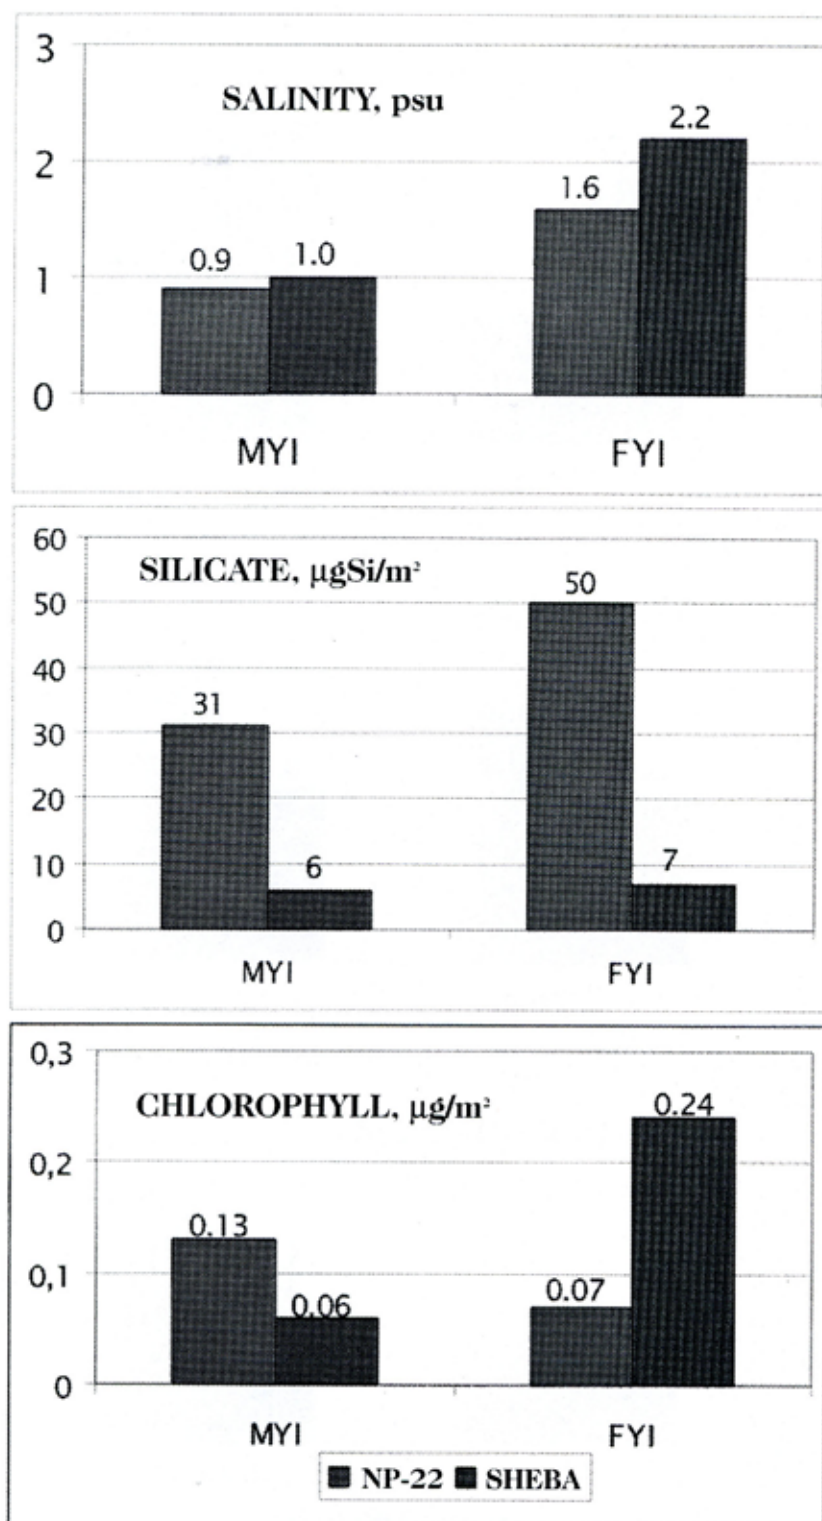 SALINITY, psu
3
2
1
0
0.9
1.0
1.6
2.2
MYI
FYI
SILICATE, µgSi/m²
60
50
40
30
20
10
0
31
6
50
7
MYI
FYI
CHLOROPHYLL, µg/m²
0,3
0,2
0,1
0
0.13
0.06
0.07
0.24
MYI
FYI
NP-22 SHEBA